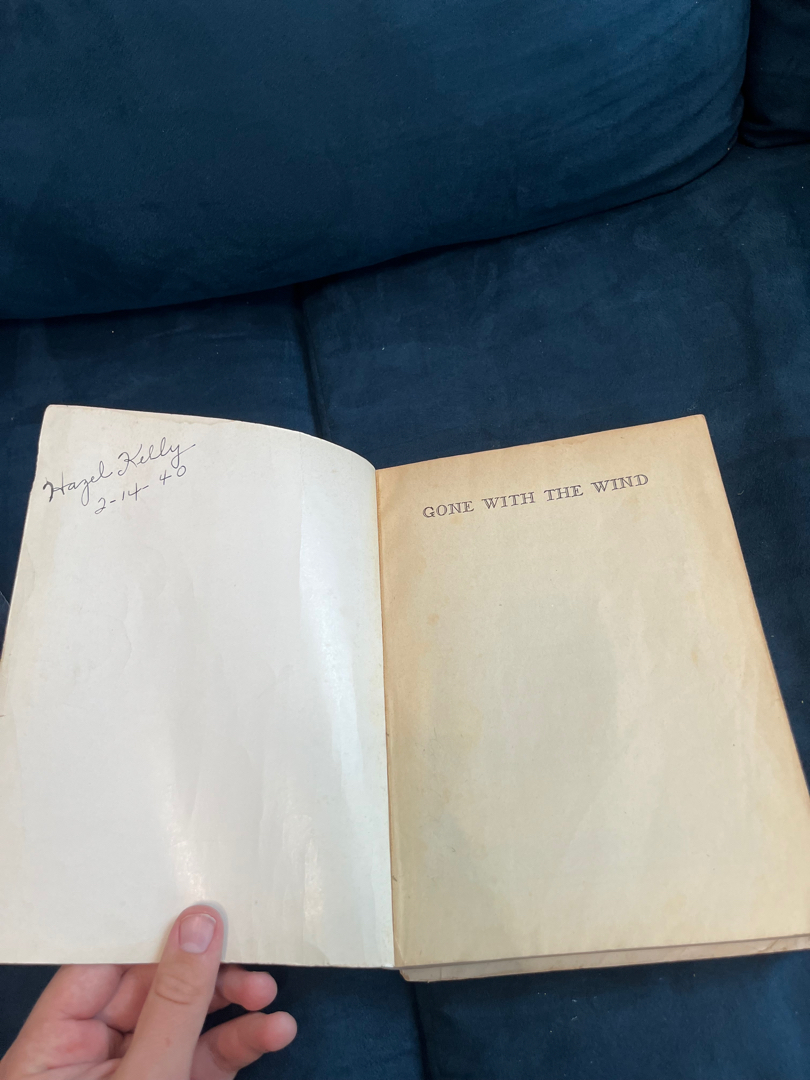 Hazel Kelly
2-14-40
GONE WITH THE WIND